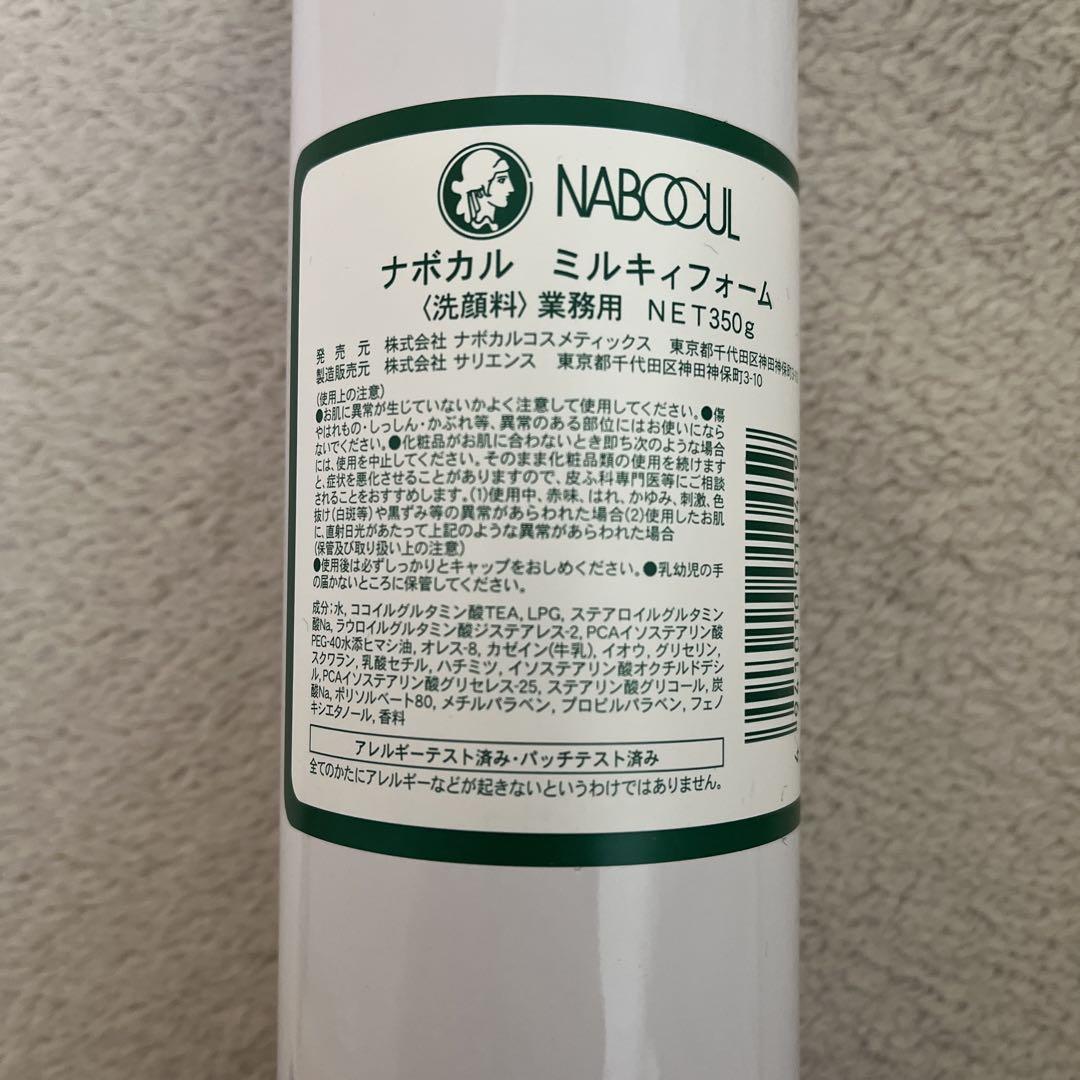 NABOCUL
ナボカル ミルキィフォーム
〈洗顔料〉業務用 NET350g
発売元 株式会社 ナボカルコスメティックス 東京都千代田区神田神保町3-10
製造販売元 株式会社 サリエンス 東京都千代田区神田神保町3-10
(使用上の注意)
●お肌に異常が生じていないかよく注意して使用してください。●傷
やはれもの・しっしん・かぶれ等、異常のある部位にはお使いになら
ないでください。●化粧品がお肌に合わないとき即ち次のような場合
には、使用を中止してください。そのまま化粧品類の使用を続けます
と、症状を悪化させることがありますので、皮ふ科専門医等にご相談
されることをおすすめします。(1)使用中、赤味、はれ、かゆみ、刺激、色
抜け(白斑等)や黒ずみ等の異常があらわれた場合(2)使用したお肌
に、直射日光があたって上記のような異常があらわれた場合
(保管及び取り扱い上の注意)
●使用後は必ずしっかりとキャップをおしめください。●乳幼児の手
の届かないところに保管してください。
成分:水, ココイルグルタミン酸TEA, LPG, ステアロイルグルタミン
酸Na, ラウロイルグルタミン酸ジステアレス-2, PCAイソステアリン酸
PEG-40水添ヒマシ油, オレス-8, カゼイン(牛乳), イオウ, グリセリン,
スクワラン, 乳酸セチル, ハチミツ, イソステアリン酸オクチルドデシ
ル, PCAイソステアリン酸グリセレス-25, ステアリン酸グリコール, 炭
酸Na, ポリソルベート80, メチルパラベン, プロピルパラベン, フェノ
キシエタノール, 香料
アレルギーテスト済み・パッチテスト済み
全てのかたにアレルギーなどが起きないというわけではありません。